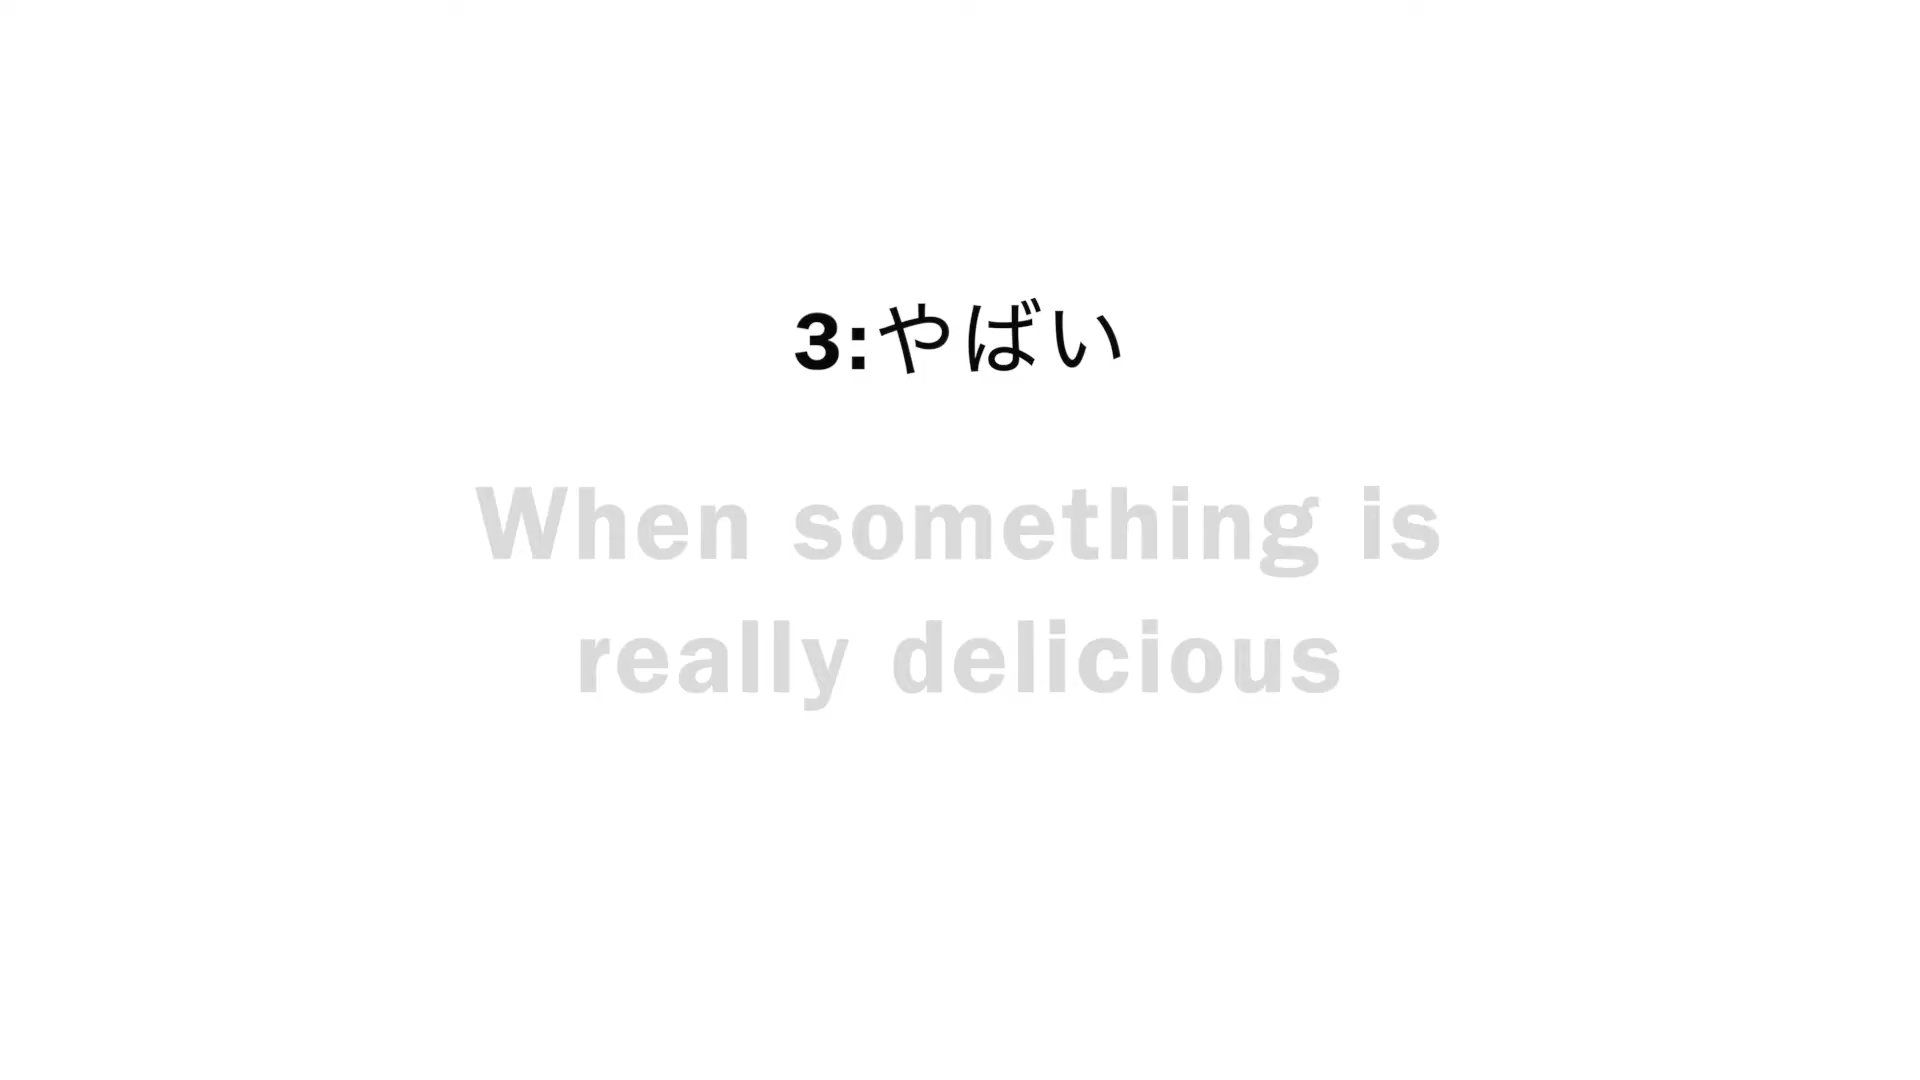 3:やばい
When something is
really delicious